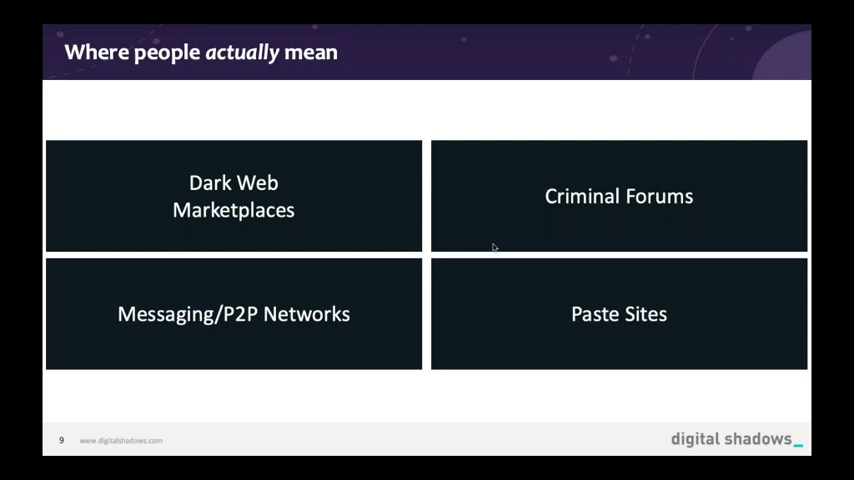 Where people actually mean
Dark Web
Marketplaces
Criminal Forums
Messaging/P2P Networks
Paste Sites
9
www.digitalshadows.com
digital shadows_